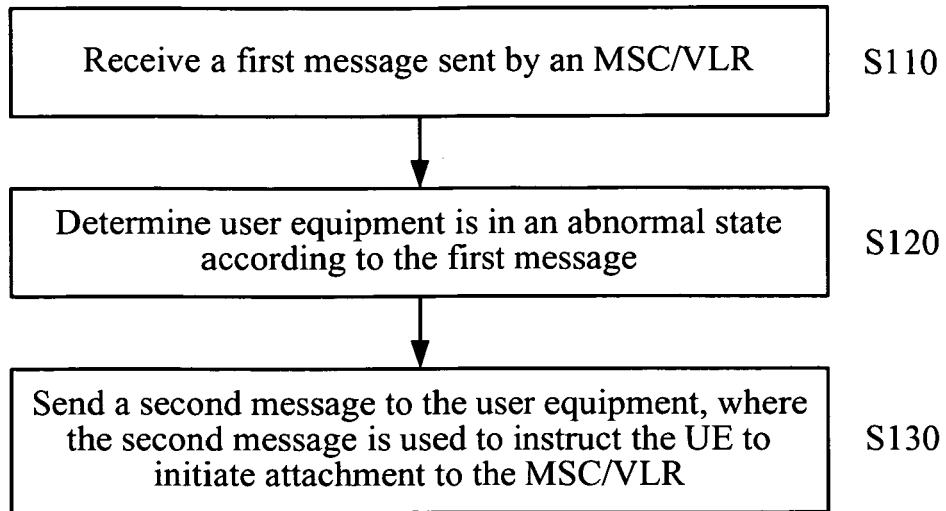 Receive a first message sent by an MSC/VLR
S110
Determine user equipment is in an abnormal state
according to the first message
S120
Send a second message to the user equipment, where
the second message is used to instruct the UE to
initiate attachment to the MSC/VLR
S130